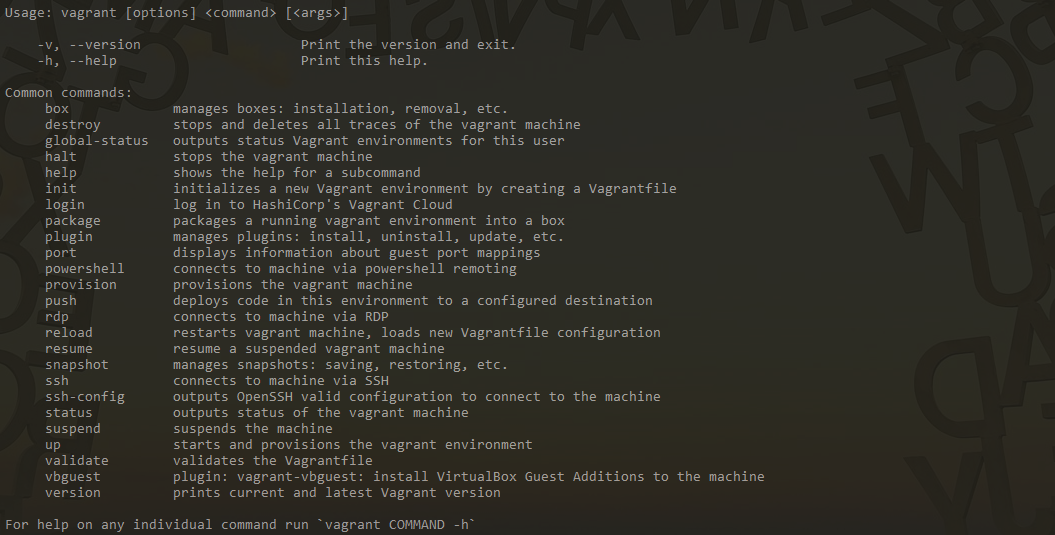 Usage: vagrant [options] <command> [<args>]
-v, --version Print the version and exit.
-h, --help Print this help.
Common commands:
box manages boxes: installation, removal, etc.
destroy stops and deletes all traces of the vagrant machine
global-status outputs status Vagrant environments for this user
halt stops the vagrant machine
help shows the help for a subcommand
init initializes a new Vagrant environment by creating a Vagrantfile
login log in to HashiCorp's Vagrant Cloud
package packages a running vagrant environment into a box
plugin manages plugins: install, uninstall, update, etc.
port displays information about guest port mappings
powershell connects to machine via powershell remoting
provision provisions the vagrant machine
push deploys code in this environment to a configured destination
rdp connects to machine via RDP
reload restarts vagrant machine, loads new Vagrantfile configuration
resume resume a suspended vagrant machine
snapshot manages snapshots: saving, restoring, etc.
ssh connects to machine via SSH
ssh-config outputs OpenSSH valid configuration to connect to the machine
status outputs status of the vagrant machine
suspend suspends the machine
up starts and provisions the vagrant environment
validate validates the Vagrantfile
vbguest plugin: vagrant-vbguest: install VirtualBox Guest Additions to the machine
version prints current and latest Vagrant version
For help on any individual command run `vagrant COMMAND -h`